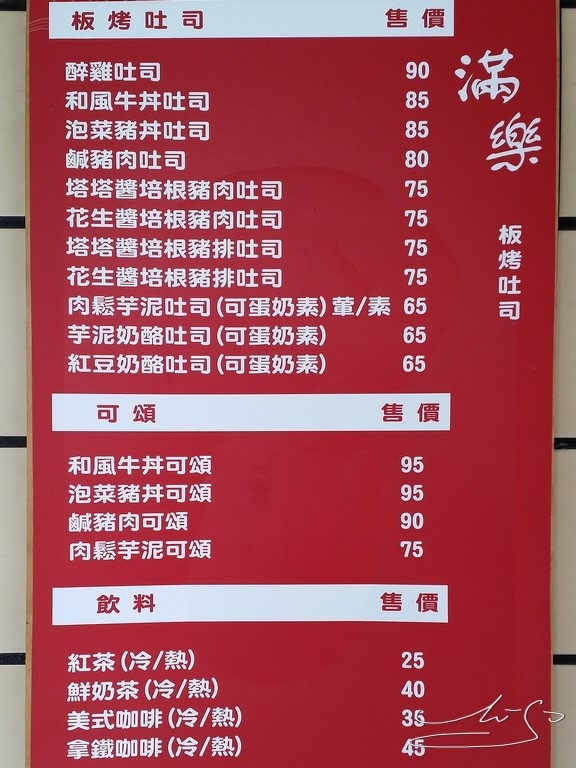 板烤吐司 售價
醉雞吐司 90
和風牛丼吐司 85
泡菜豬丼吐司 85
鹹豬肉吐司 80
塔塔醬培根豬肉吐司 75
花生醬培根豬肉吐司 75
塔塔醬培根豬排吐司 75
花生醬培根豬排吐司 75
肉鬆芋泥吐司(可蛋奶素)葷/素 65
芋泥奶酪吐司(可蛋奶素) 65
紅豆奶酪吐司(可蛋奶素) 65
滿樂
板烤吐司
可頌 售價
和風牛丼可頌 95
泡菜豬丼可頌 95
鹹豬肉可頌 90
肉鬆芋泥可頌 75
飲料 售價
紅茶(冷/熱) 25
鮮奶茶(冷/熱) 40
美式咖啡(冷/熱) 35
拿鐵咖啡(冷/熱) 45